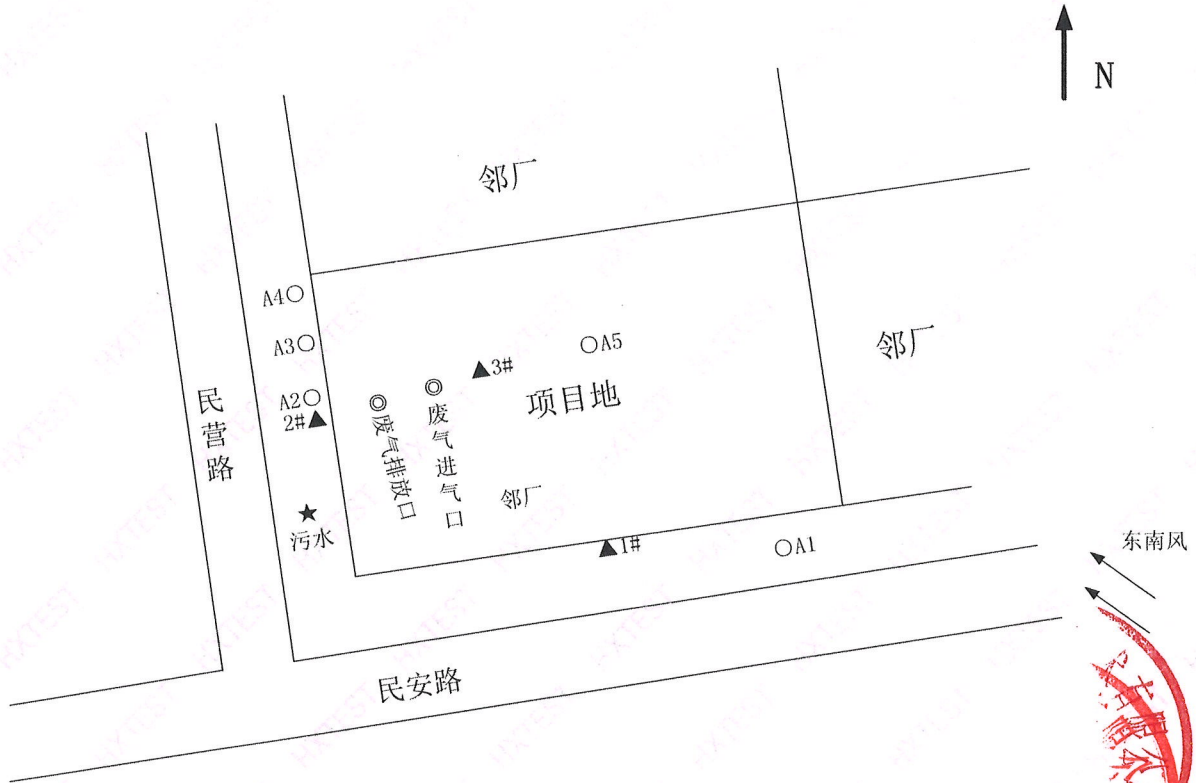 N
邻厂
A4
A3
A5
邻厂
3#
A2
2#
项目地
民营路
废气排放口
废气进气口
邻厂
污水
1#
A1
东南风
民安路
HXTEST